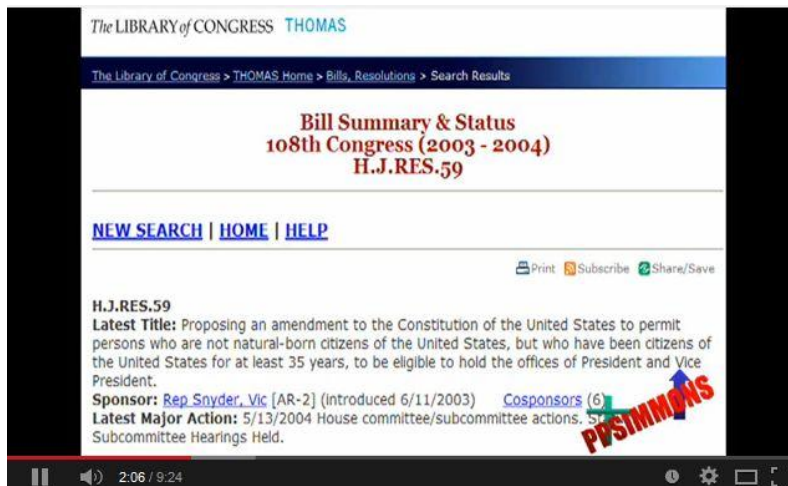 The LIBRARY of CONGRESS THOMAS
The Library of Congress > THOMAS Home > Bills, Resolutions > Search Results
Bill Summary & Status
108th Congress (2003 - 2004)
H.J.RES.59
NEW SEARCH | HOME | HELP
Print Subscribe Share/Save
H.J.RES.59
Latest Title: Proposing an amendment to the Constitution of the United States to permit
persons who are not natural-born citizens of the United States, but who have been citizens of
the United States for at least 35 years, to be eligible to hold the offices of President and Vice
President.
Sponsor: Rep Snyder, Vic [AR-2] (introduced 6/11/2003) Cosponsors (6)
Latest Major Action: 5/13/2004 House committee/subcommittee actions.
Subcommittee Hearings Held.
PPSIMMONS
2:06 / 9:24